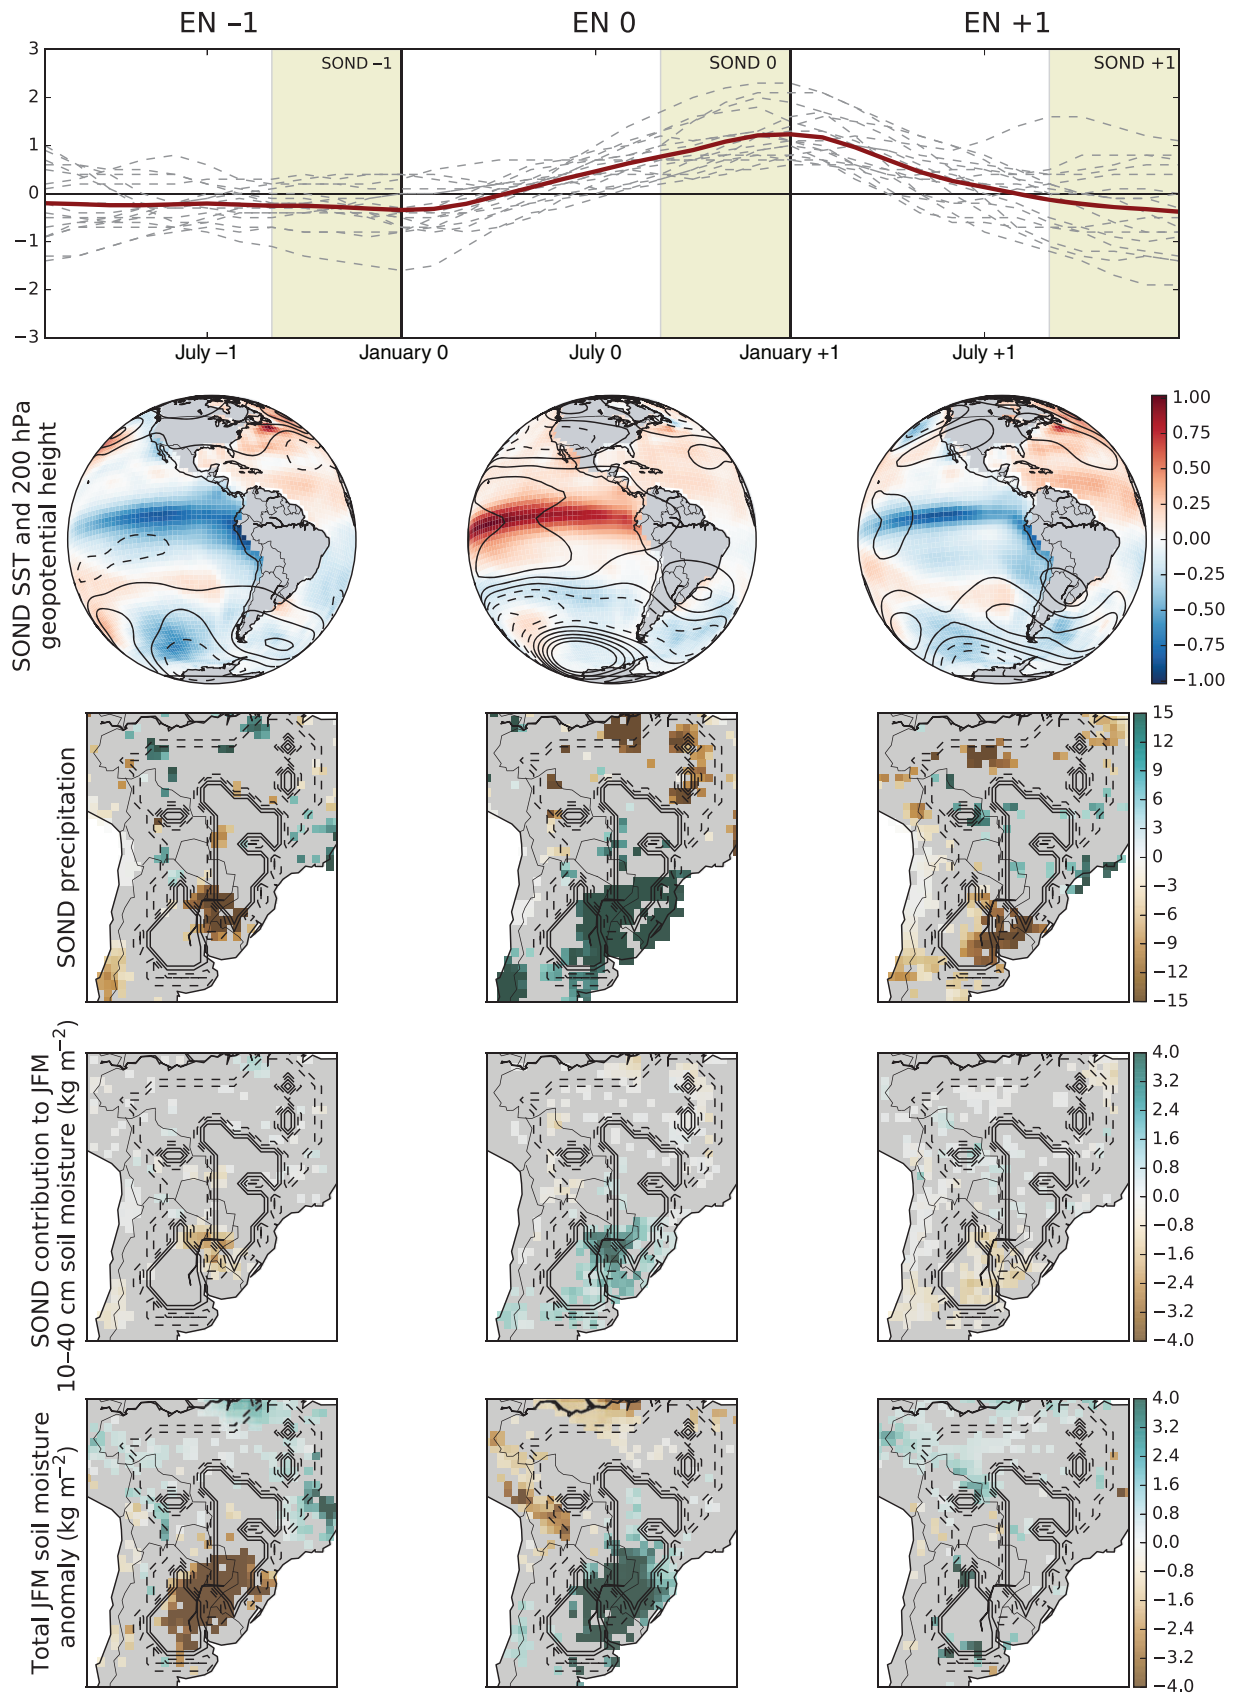 EN –1
EN 0
EN +1
3
2
1
0
−1
−2
−3
SOND –1
SOND 0
SOND +1
July –1
January 0
July 0
January +1
July +1
SOND SST and 200 hPa
geopotential height
1.00
0.75
0.50
0.25
0.00
−0.25
−0.50
−0.75
−1.00
SOND precipitation
15
12
9
6
3
0
−3
−6
−9
−12
−15
SOND contribution to JFM
10–40 cm soil moisture (kg m⁻²)
4.0
3.2
2.4
1.6
0.8
0.0
−0.8
−1.6
−2.4
−3.2
−4.0
Total JFM soil moisture
anomaly (kg m⁻²)
4.0
3.2
2.4
1.6
0.8
0.0
−0.8
−1.6
−2.4
−3.2
−4.0